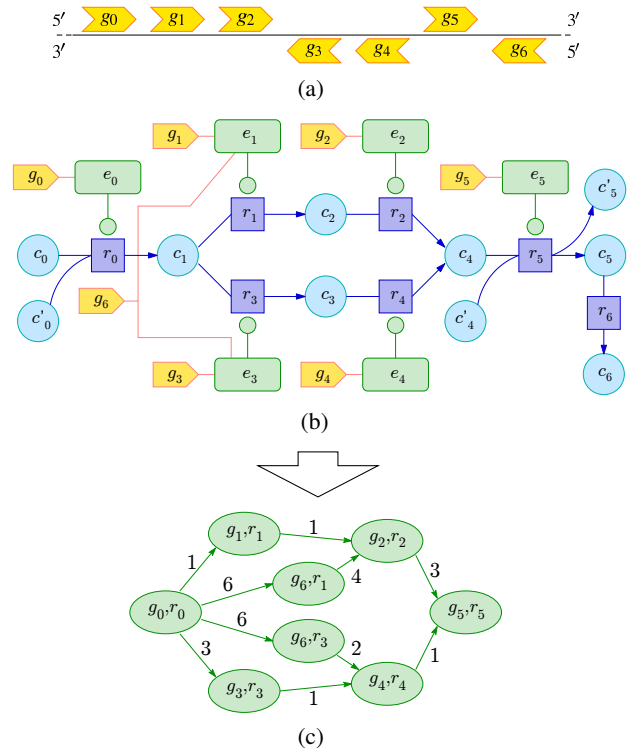 5′ g0 g1 g2 g5 3′
3′ g3 g4 g6 5′
(a)
g1 e1 g2 e2
g0 e0 g5 e5
c'5
r1 c2 r2
c0 r0 c1 c4 r5 c5
g6
c'0 r3 c3 r4 c'4 r6
g3 e3 g4 e4 c6
(b)
g1,r1 1 g2,r2
1 6 g6,r1 4 3
g0,r0 g5,r5
6 g6,r3 2 1
3 g3,r3 1 g4,r4
(c)